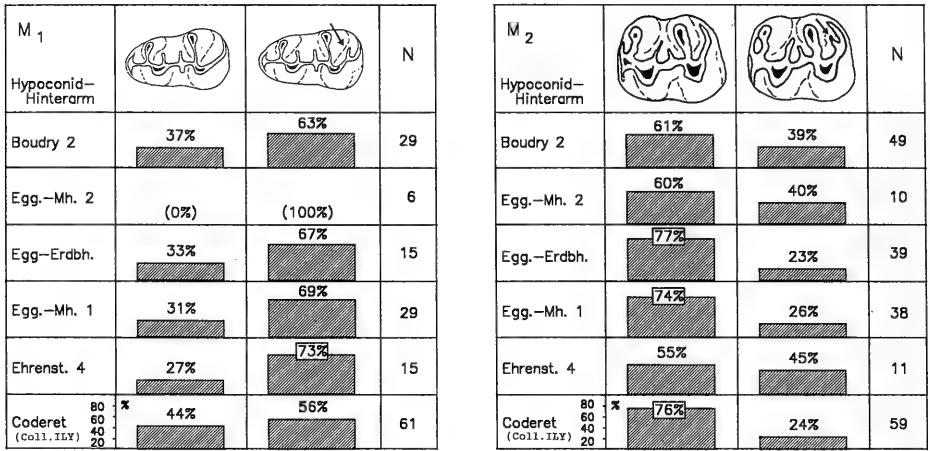 M 1
Hypoconid-
Hinterarm
N
Boudry 2
37%
63%
29
Egg.-Mh. 2
(0%)
(100%)
6
Egg-Erdbh.
33%
67%
15
Egg.-Mh. 1
31%
69%
29
Ehrenst. 4
27%
73%
15
Coderet
(Coll.ILY)
80 %
60
40
20
44%
56%
61
M 2
Hypoconid-
Hinterarm
N
Boudry 2
61%
39%
49
Egg.-Mh. 2
60%
40%
10
Egg.-Erdbh.
77%
23%
39
Egg.-Mh. 1
74%
26%
38
Ehrenst. 4
55%
45%
11
Coderet
(Coll.ILY)
80 %
60
40
20
76%
24%
59